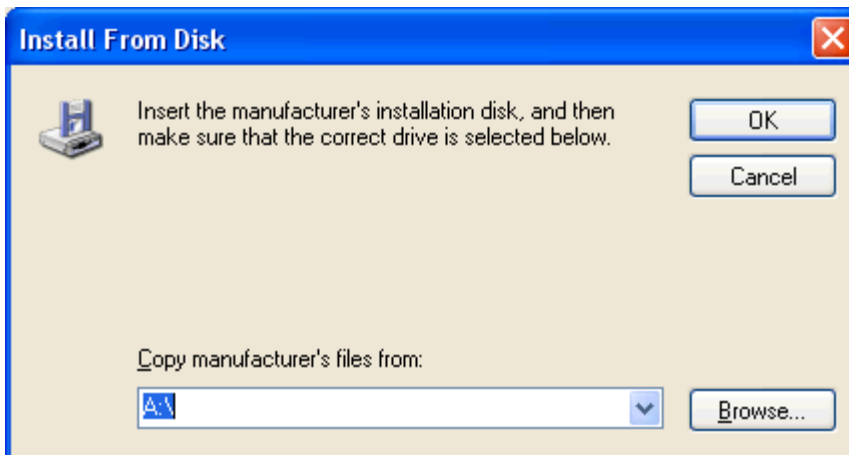 Install From Disk
Insert the manufacturer's installation disk, and then
make sure that the correct drive is selected below.
OK
Cancel
Copy manufacturer's files from:
A:\
Browse...